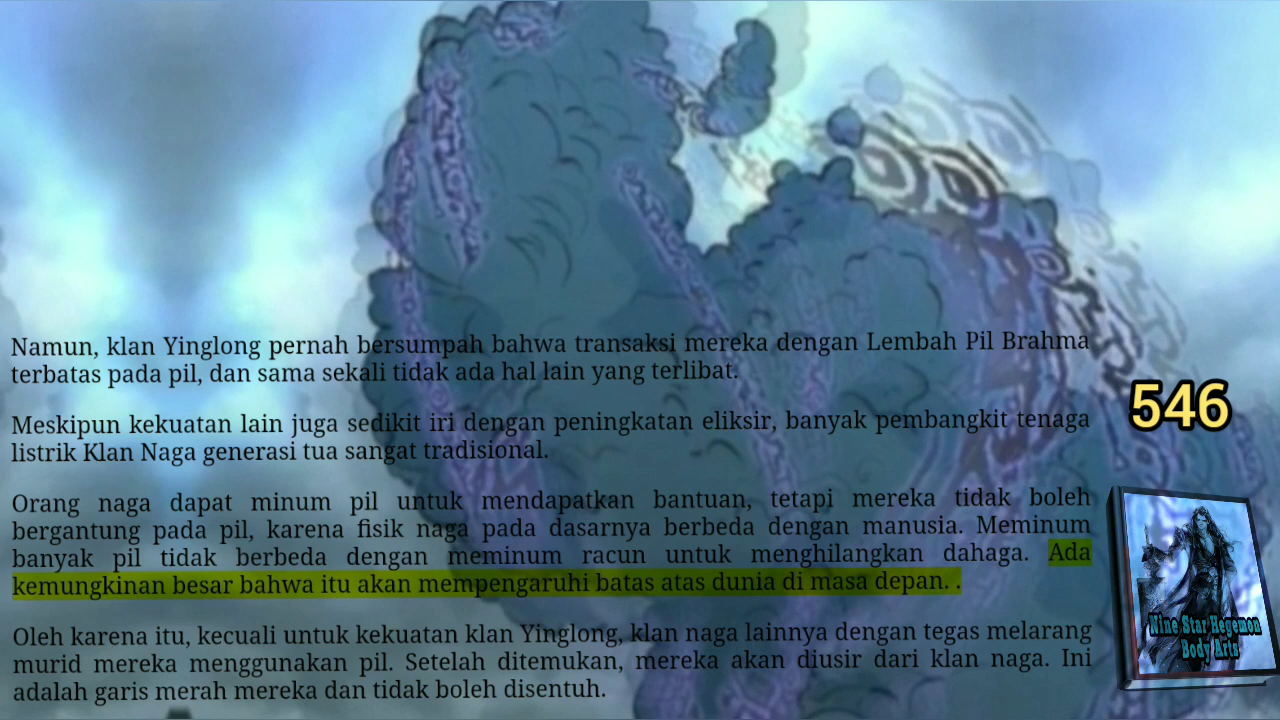 Namun, klan Yinglong pernah bersumpah bahwa transaksi mereka dengan Lembah Pil Brahma
terbatas pada pil, dan sama sekali tidak ada hal lain yang terlibat.
Meskipun kekuatan lain juga sedikit iri dengan peningkatan eliksir, banyak pembangkit tenaga
listrik Klan Naga generasi tua sangat tradisional.
Orang naga dapat minum pil untuk mendapatkan bantuan, tetapi mereka tidak boleh
bergantung pada pil, karena fisik naga pada dasarnya berbeda dengan manusia. Meminum
banyak pil tidak berbeda dengan meminum racun untuk menghilangkan dahaga. Ada
kemungkinan besar bahwa itu akan mempengaruhi batas atas dunia di masa depan. .
Oleh karena itu, kecuali untuk kekuatan klan Yinglong, klan naga lainnya dengan tegas melarang
murid mereka menggunakan pil. Setelah ditemukan, mereka akan diusir dari klan naga. Ini
adalah garis merah mereka dan tidak boleh disentuh.
546
Nine Star Hegemon
Body Arts